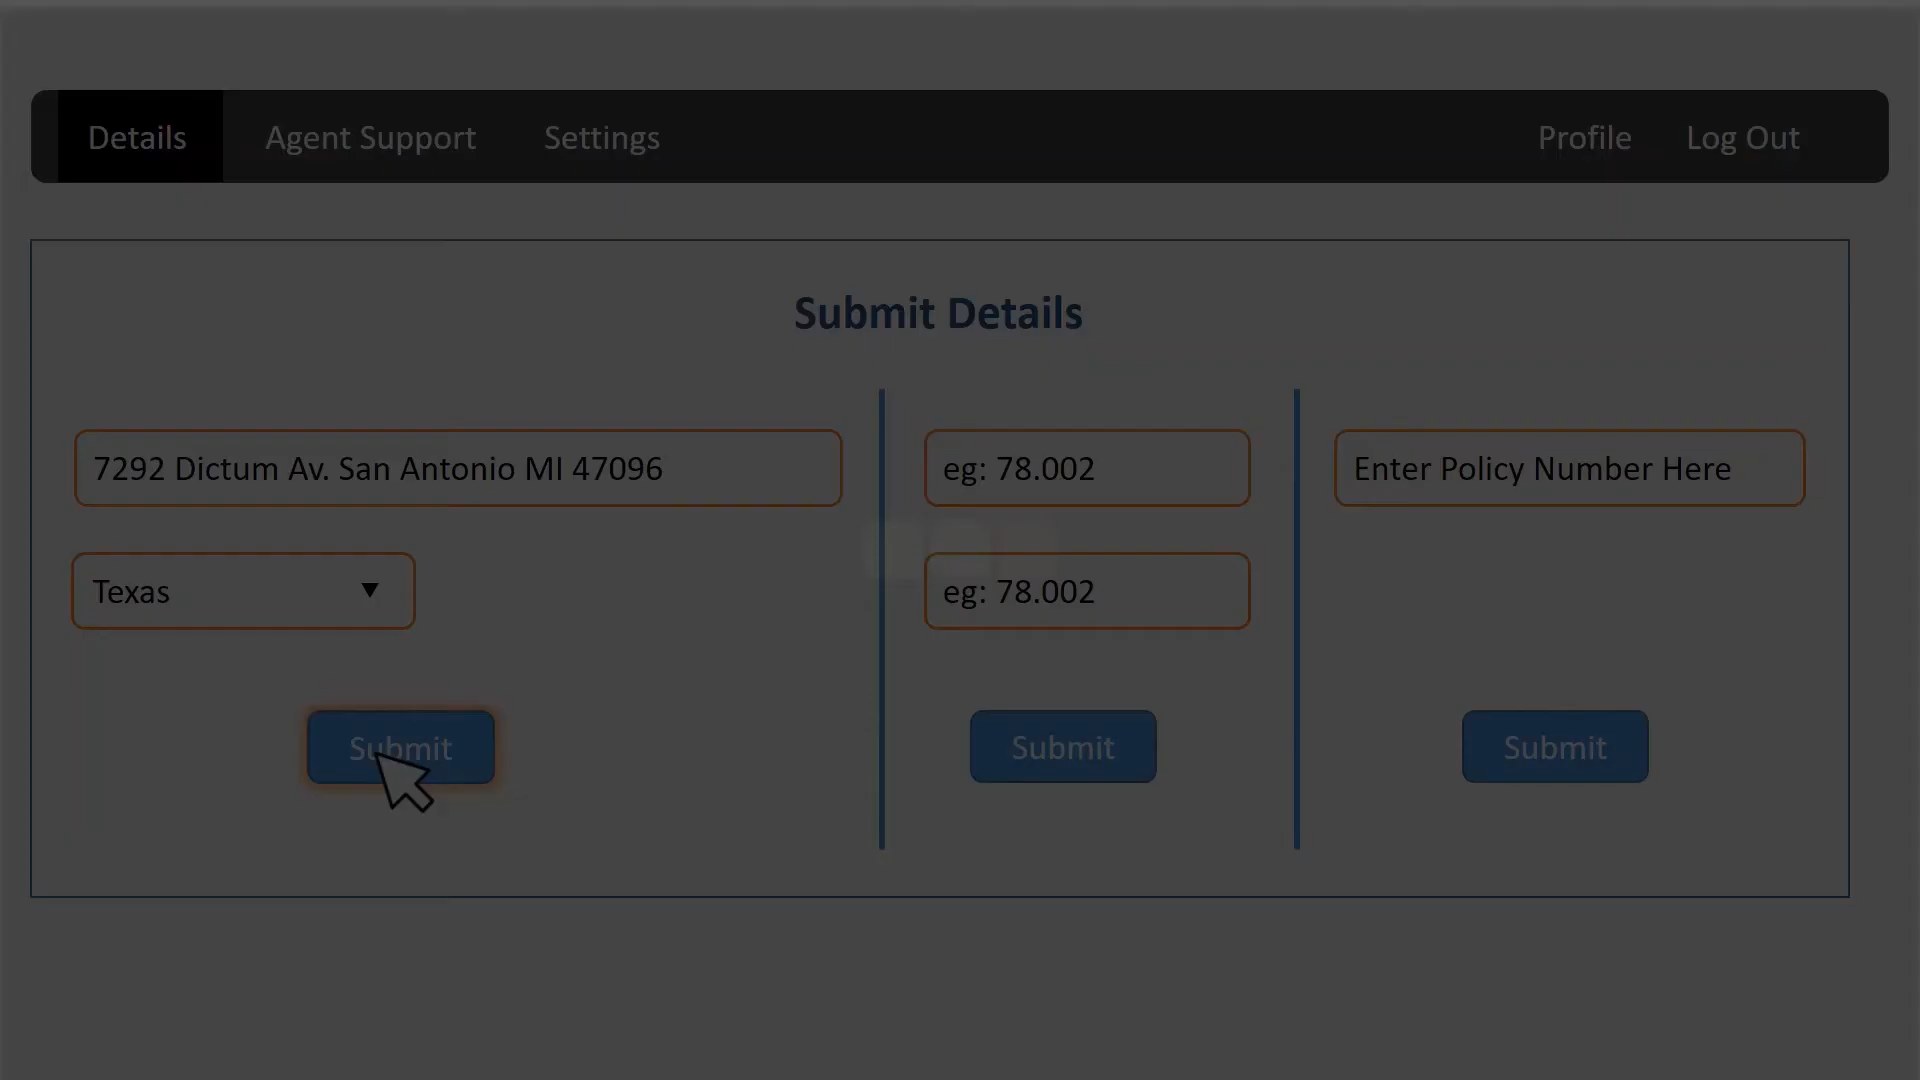 Details Agent Support Settings Profile Log Out
Submit Details
7292 Dictum Av. San Antonio MI 47096 eg: 78.002 Enter Policy Number Here
Texas eg: 78.002
Submit Submit Submit